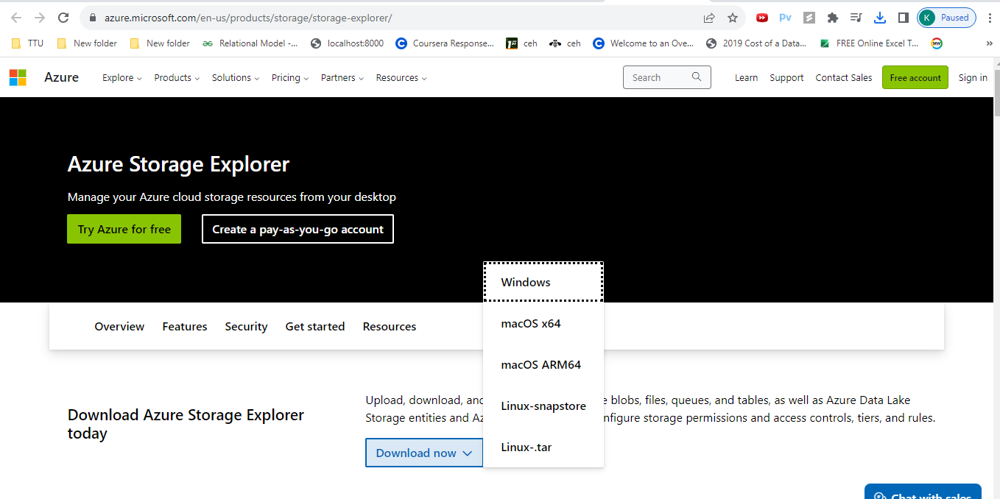 azure.microsoft.com/en-us/products/storage/storage-explorer/
Pv
K Paused
TTU New folder New folder Relational Model -... localhost:8000 Coursera Response... ceh ceh Welcome to an Ove... 2019 Cost of a Data... FREE Online Excel T... MW »
Azure Explore Products Solutions Pricing Partners Resources Search Learn Support Contact Sales Free account Sign in
Azure Storage Explorer
Manage your Azure cloud storage resources from your desktop
Try Azure for free Create a pay-as-you-go account
Overview Features Security Get started Resources
Download Azure Storage Explorer
today
Upload, download, and e blobs, files, queues, and tables, as well as Azure Data Lake
Storage entities and Az nfigure storage permissions and access controls, tiers, and rules.
Download now
Windows
macOS x64
macOS ARM64
Linux-snapstore
Linux-.tar
Chat with sales